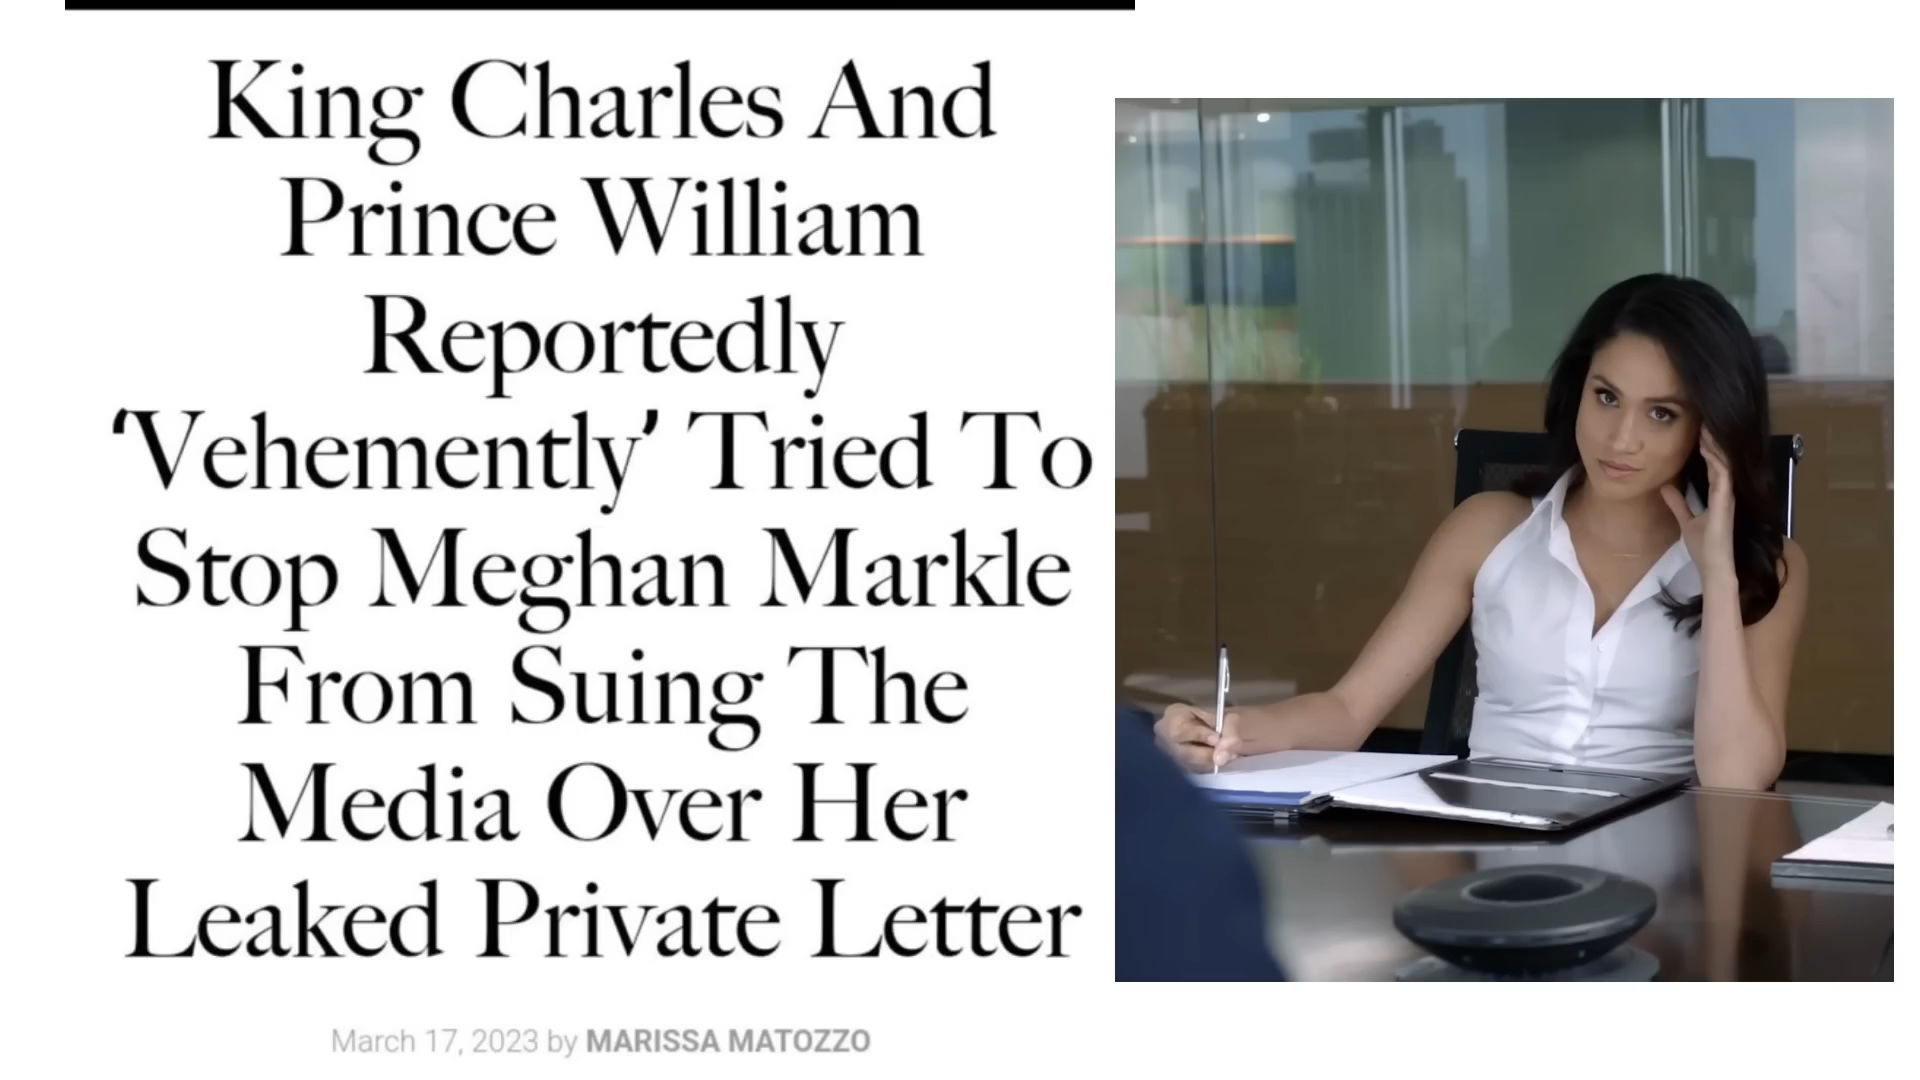 King Charles And
Prince William
Reportedly
‘Vehemently’ Tried To
Stop Meghan Markle
From Suing The
Media Over Her
Leaked Private Letter
March 17, 2023 by MARISSA MATOZZO